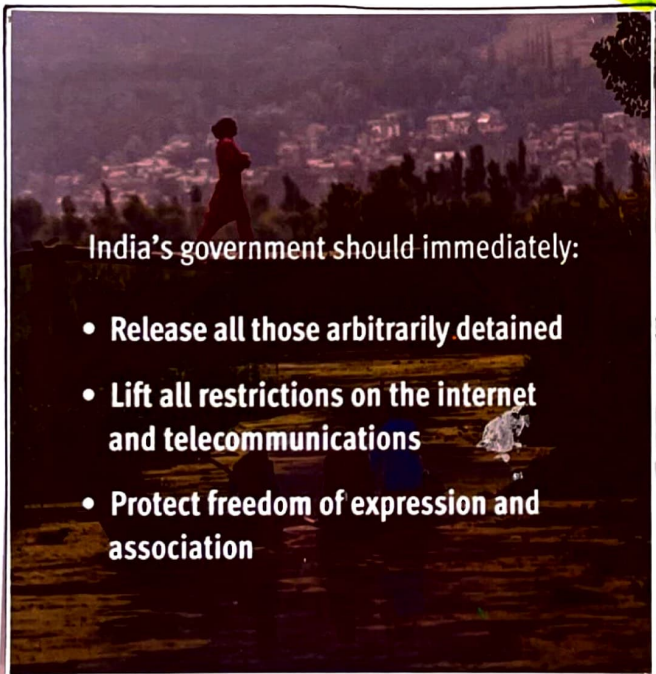 India's government should immediately:
• Release all those arbitrarily detained
• Lift all restrictions on the internet
and telecommunications
• Protect freedom of expression and
association